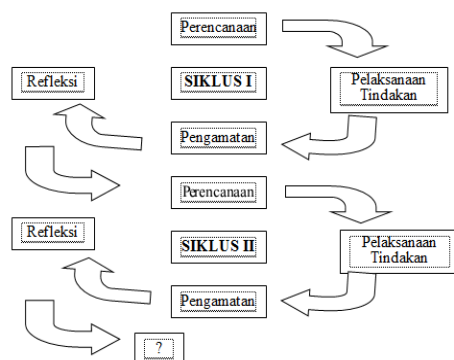 Perencanaan
Refleksi
SIKLUS I
Pelaksanaan
Tindakan
Pengamatan
Perencanaan
Refleksi
SIKLUS II
Pelaksanaan
Tindakan
Pengamatan
?